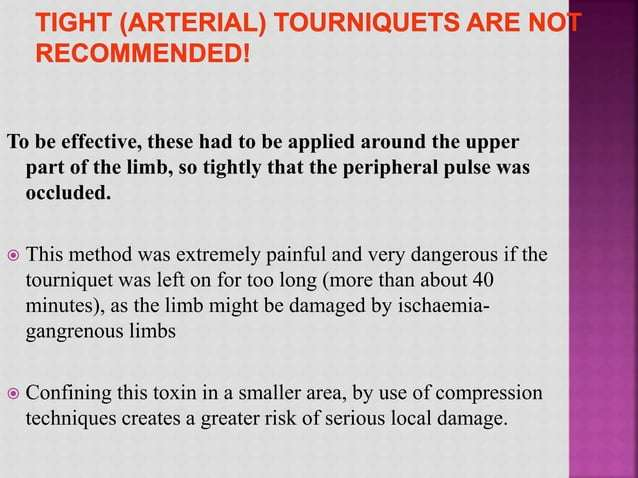 TIGHT (ARTERIAL) TOURNIQUETS ARE NOT
RECOMMENDED!
To be effective, these had to be applied around the upper
part of the limb, so tightly that the peripheral pulse was
occluded.
This method was extremely painful and very dangerous if the
tourniquet was left on for too long (more than about 40
minutes), as the limb might be damaged by ischaemia-
gangrenous limbs
Confining this toxin in a smaller area, by use of compression
techniques creates a greater risk of serious local damage.